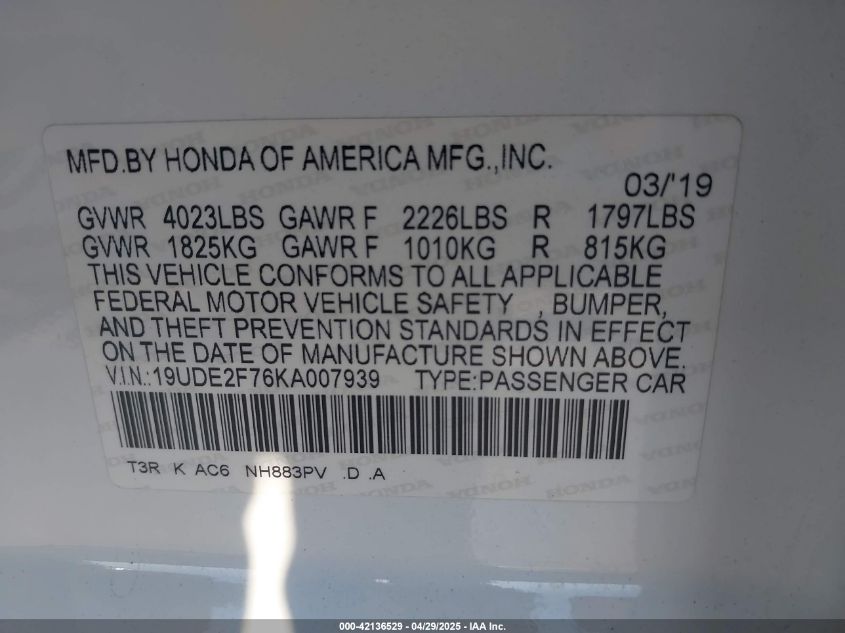 MFD.BY HONDA OF AMERICA MFG.,INC.
03/'19
GVWR 4023LBS GAWR F 2226LBS R 1797LBS
GVWR 1825KG GAWR F 1010KG R 815KG
THIS VEHICLE CONFORMS TO ALL APPLICABLE
FEDERAL MOTOR VEHICLE SAFETY , BUMPER,
AND THEFT PREVENTION STANDARDS IN EFFECT
ON THE DATE OF MANUFACTURE SHOWN ABOVE.
V.I.N.:19UDE2F76KA007939 TYPE:PASSENGER CAR
T3R K AC6 NH883PV .D .A
000-42136529 - 04/29/2025 - IAA Inc.